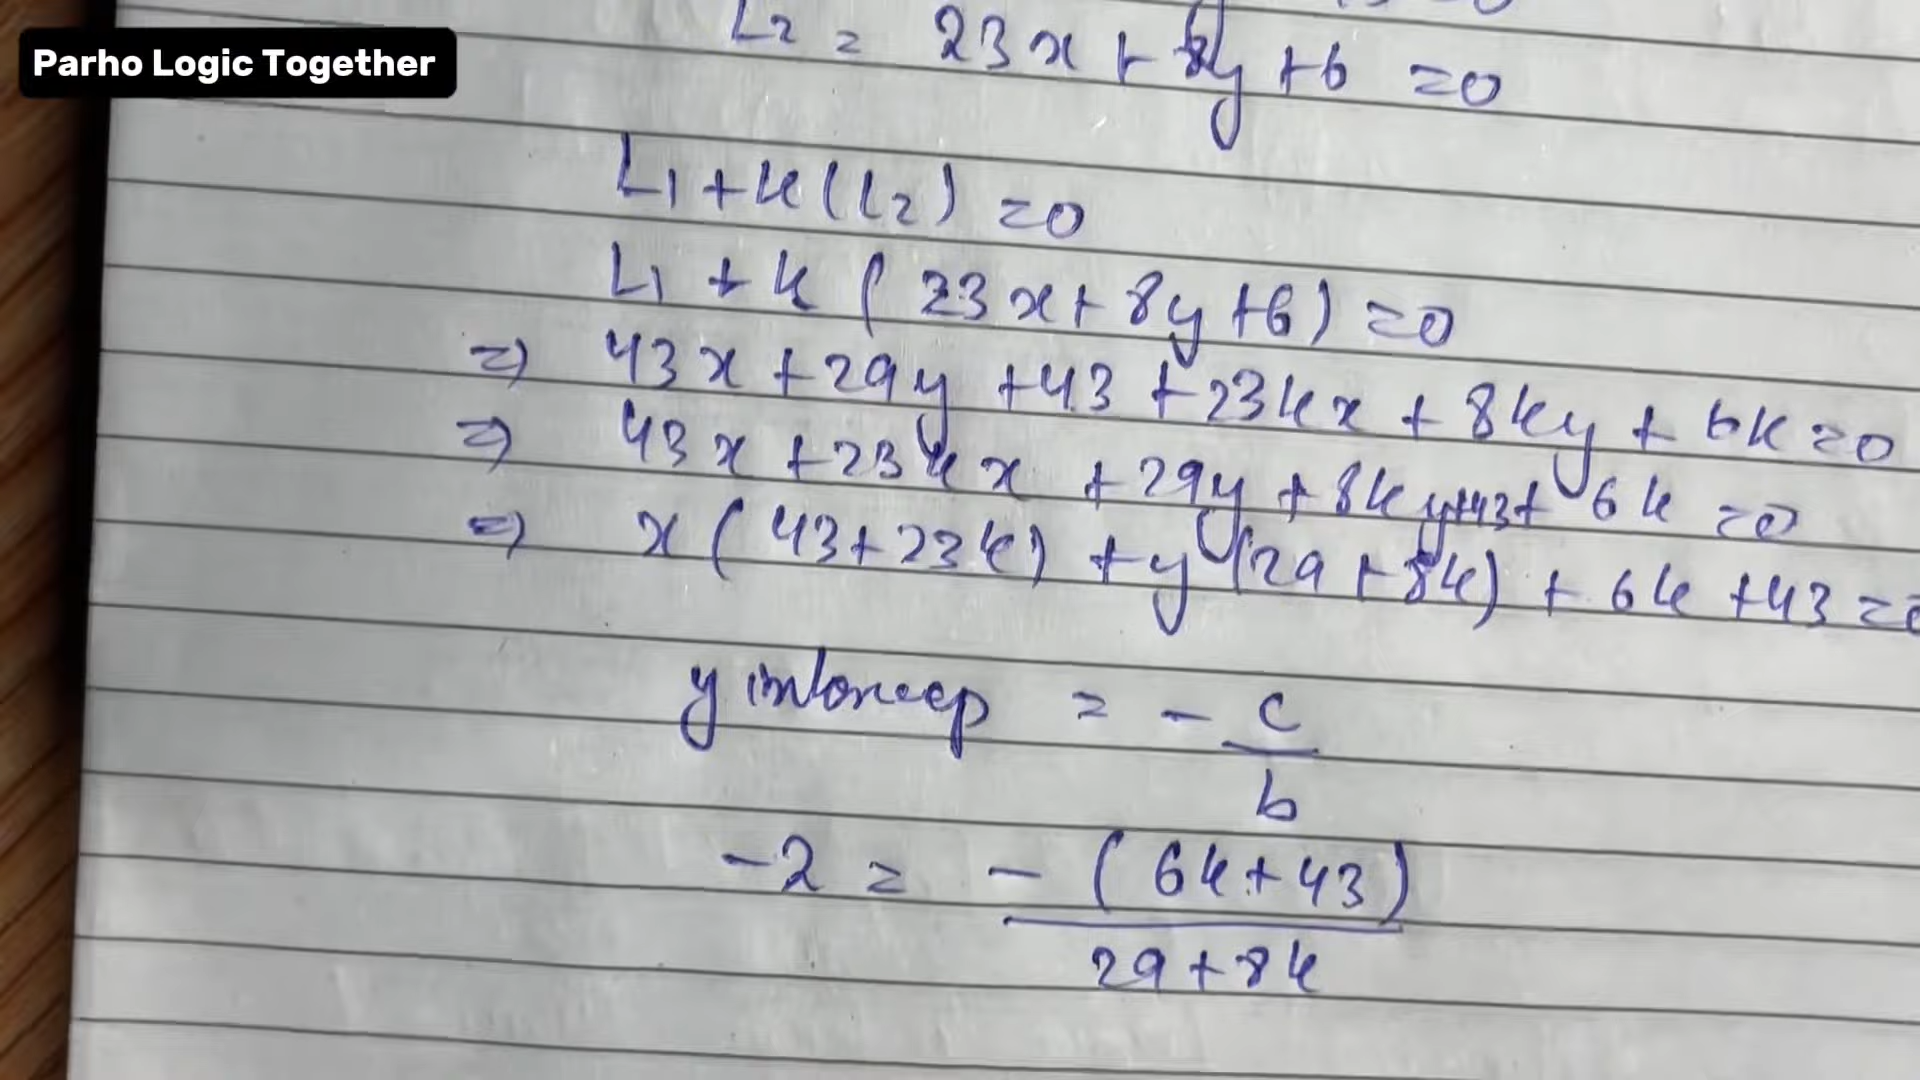 Parho Logic Together
L2 = 23x + 8y + 6 = 0
L1 + k (L2) = 0
L1 + k ( 23x + 8y + 6 ) = 0
⇒ 43x + 29y + 43 + 23kx + 8ky + 6k = 0
⇒ 43x + 23kx + 29y + 8ky + 43 + 6k = 0
⇒ x ( 43 + 23k ) + y (29 + 8k) + 6k + 43 = 0
y = - c
b
-2 = - ( 6k + 43 )
29 + 8k